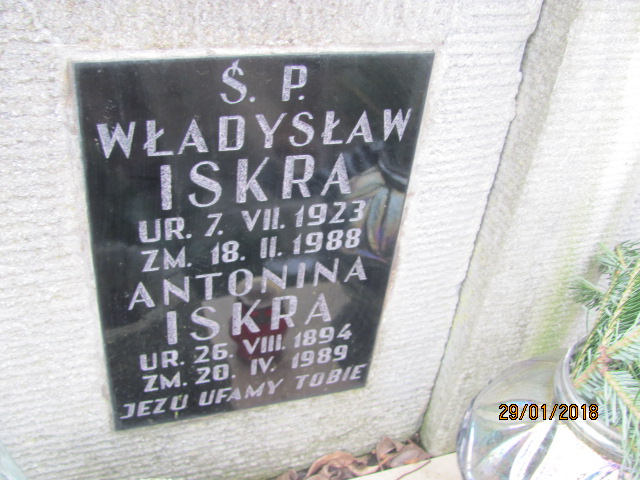 Ś. P.
WŁADYSŁAW
ISKRA
UR. 7. VII. 1923
ZM. 18. II. 1988
ANTONINA
ISKRA
UR. 26. VIII. 1894
ZM. 20. IV. 1989
JEZU UFAMY TOBIE
29/01/2018